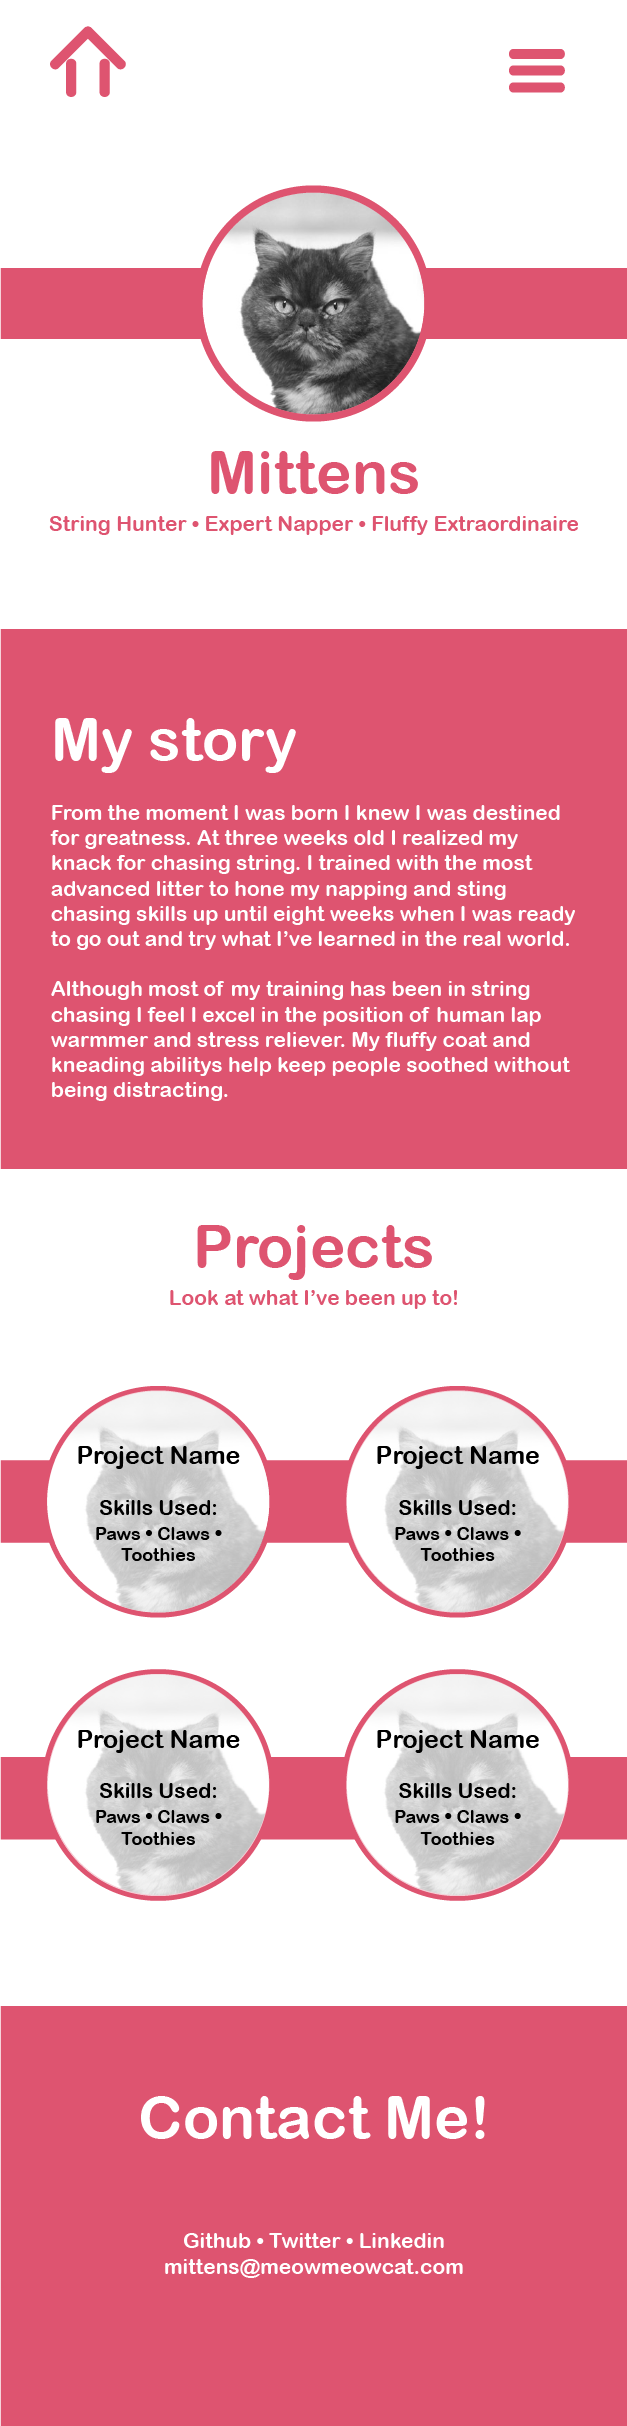 Mittens
String Hunter • Expert Napper • Fluffy Extraordinaire
My story
From the moment I was born I knew I was destined
for greatness. At three weeks old I realized my
knack for chasing string. I trained with the most
advanced litter to hone my napping and sting
chasing skills up until eight weeks when I was ready
to go out and try what I’ve learned in the real world.
Although most of my training has been in string
chasing I feel I excel in the position of human lap
warmmer and stress reliever. My fluffy coat and
kneading abilitys help keep people soothed without
being distracting.
Projects
Look at what I’ve been up to!
Project Name
Skills Used:
Paws • Claws •
Toothies
Project Name
Skills Used:
Paws • Claws •
Toothies
Project Name
Skills Used:
Paws • Claws •
Toothies
Project Name
Skills Used:
Paws • Claws •
Toothies
Contact Me!
Github • Twitter • Linkedin
mittens@meowmeowcat.com